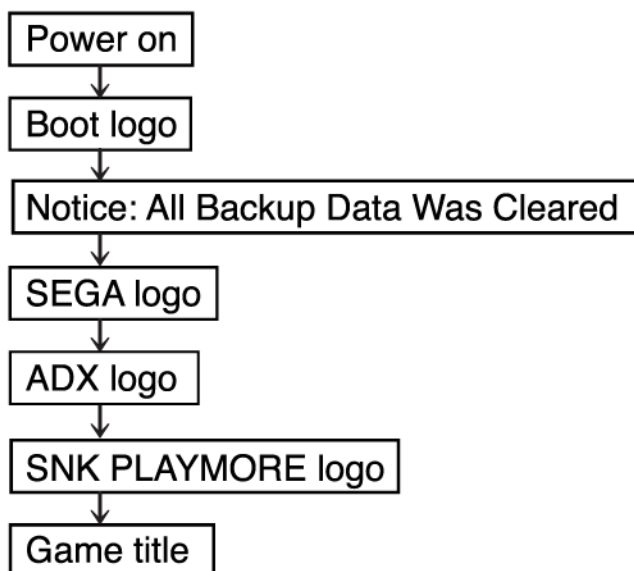 Power on
Boot logo
Notice: All Backup Data Was Cleared
SEGA logo
ADX logo
SNK PLAYMORE logo
Game title